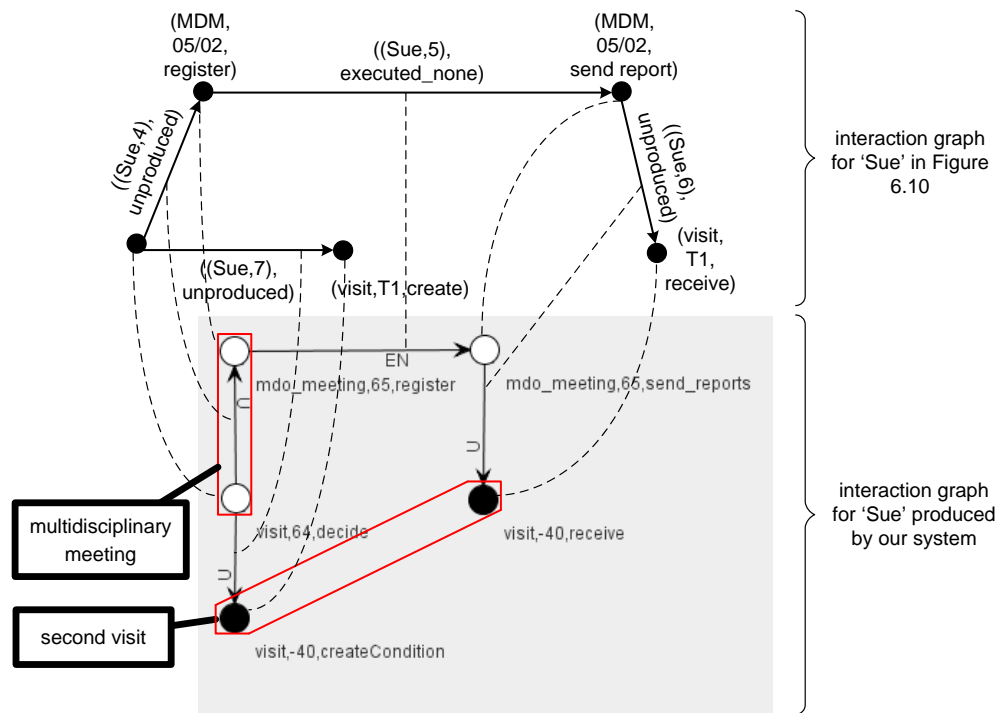 (MDM,
05/02,
register)
((Sue,5),
executed_none)
(MDM,
05/02,
send report)
((Sue,4),
unproduced)
((Sue,6),
unproduced)
((Sue,7),
unproduced)
(visit,T1,create)
(visit,
T1,
receive)
interaction graph
for ‘Sue’ in Figure
6.10
EN
mdo_meeting,65,register
mdo_meeting,65,send_reports
U
U
multidisciplinary
meeting
visit,64,decide
visit,-40,receive
U
second visit
visit,-40,createCondition
interaction graph
for ‘Sue’ produced
by our system